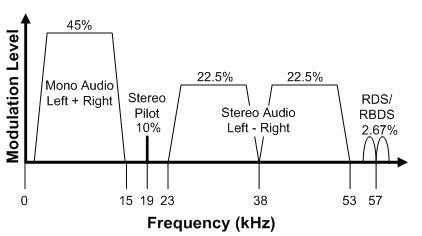 45%
Mono Audio
Left + Right
Stereo
Pilot
10%
22.5%
22.5%
Stereo Audio
Left - Right
RDS/
RBDS
2.67%
Modulation Level
0
15
19
23
38
53
57
Frequency (kHz)